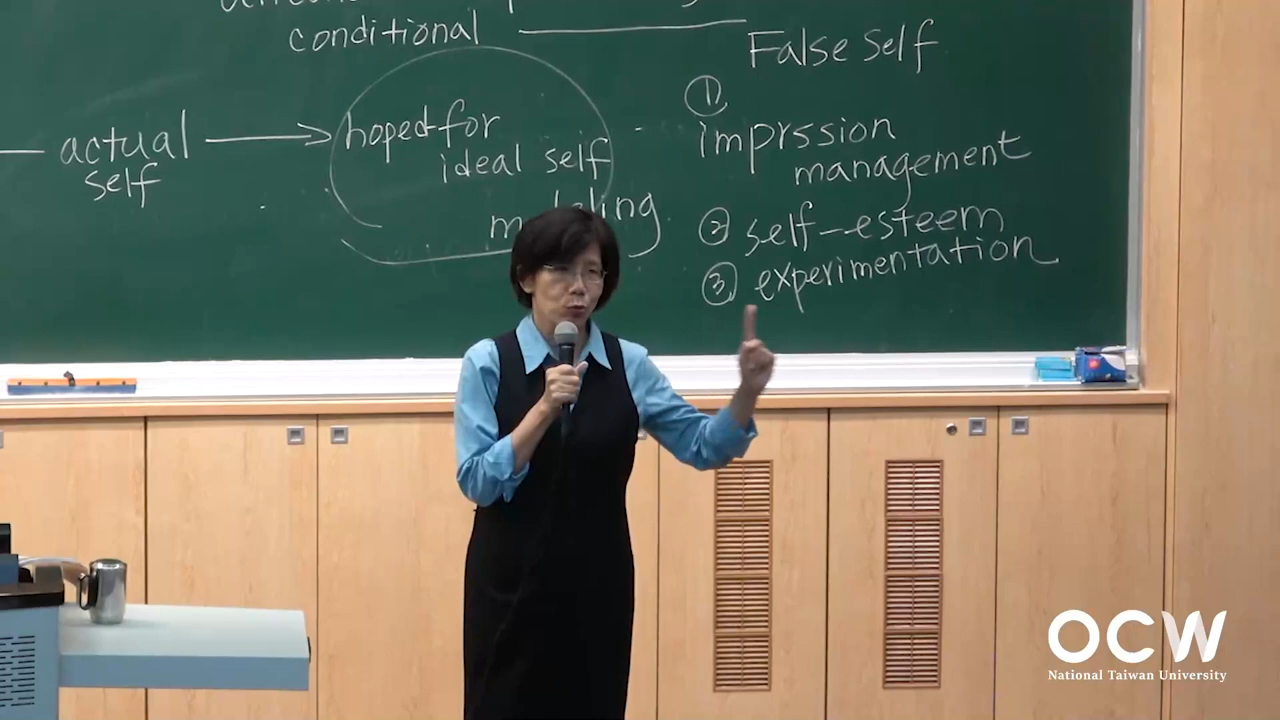 conditional
False self
①
actual
self
hoped-for
ideal self
imprssion
management
② self-esteem
③ experimentation
OCW
National Taiwan University